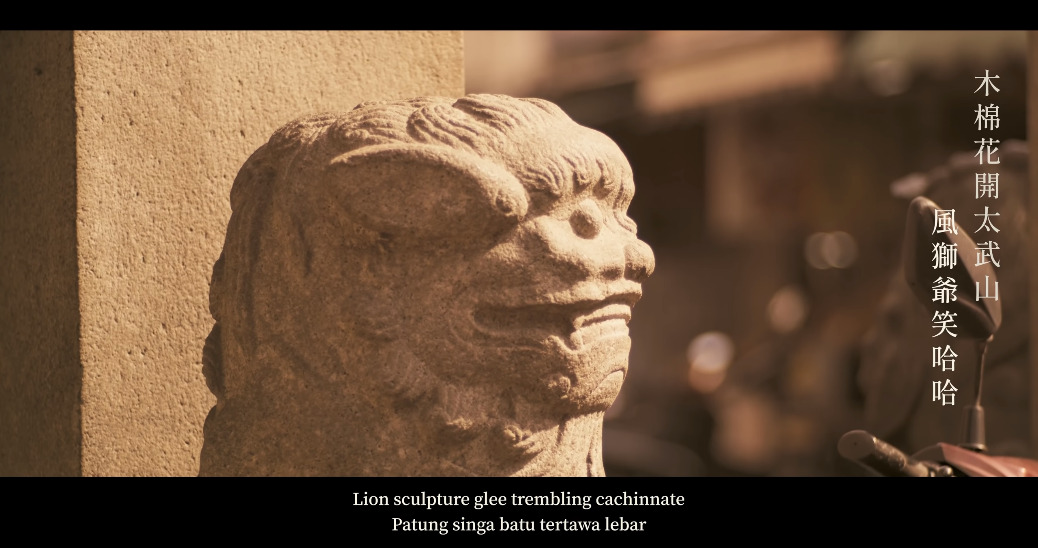 木棉花開太武山
風獅爺笑哈哈
Lion sculpture glee trembling cachinnate
Patung singa batu tertawa lebar